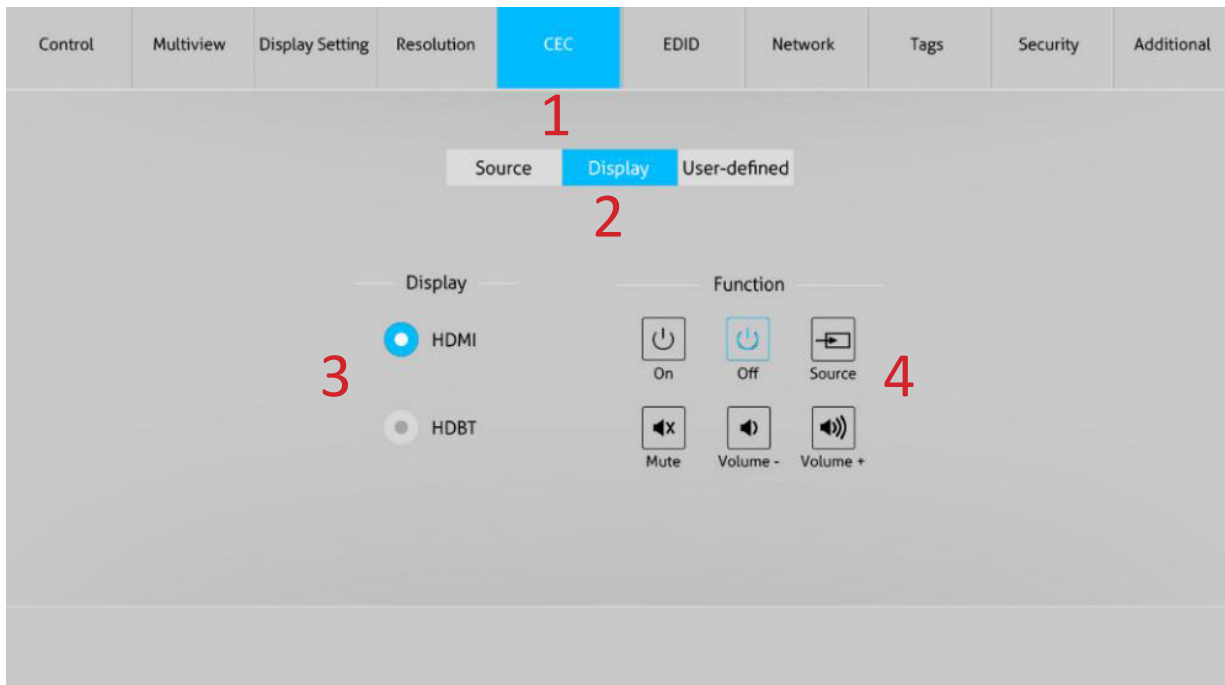 Control Multiview Display Setting Resolution CEC EDID Network Tags Security Additional
1
Source Display User-defined
2
Display Function
HDMI
3
On Off Source
4
HDBT
Mute Volume - Volume +